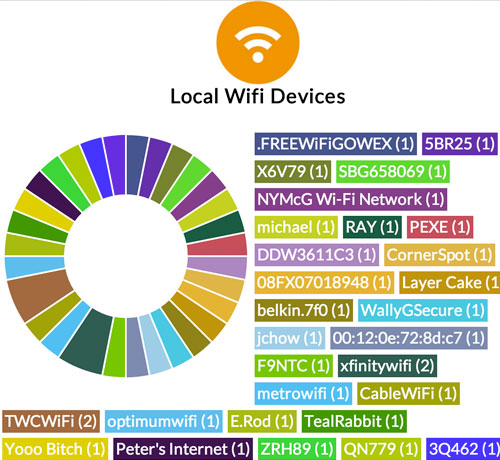 Local Wifi Devices
.FREEWiFiGOWEX (1) 5BR25 (1)
X6V79 (1) SBG658069 (1)
NYMcG Wi-Fi Network (1)
michael (1) RAY (1) PEXE (1)
DDW3611C3 (1) CornerSpot (1)
08FX07018948 (1) Layer Cake (1
belkin.7f0 (1) WallyGSecure (1)
jchow (1) 00:12:0e:72:8d:c7 (1)
F9NTC (1) xfinitywifi (2)
metrowifi (1) CableWiFi (1)
TWCWiFi (2) optimumwifi (1) E.Rod (1) TealRabbit (1)
Yooo Bitch (1) Peter's Internet (1) ZRH89 (1) QN779 (1) 3Q462 (1)